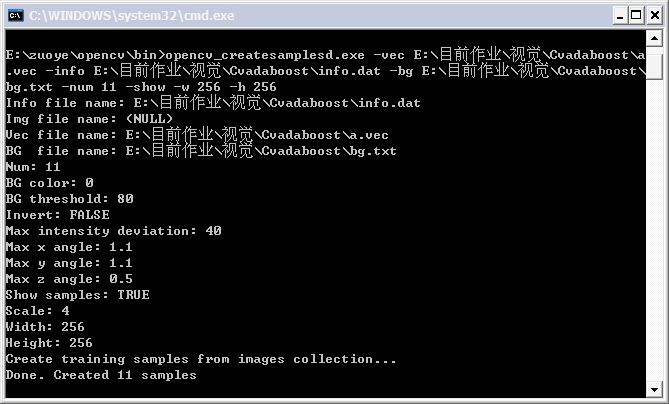 C:\WINDOWS\system32\cmd.exe
E:\zuoye\opencv\bin>opencv_createsamplesd.exe -vec E:\目前作业\视觉\Cvadaboost\a
.vec -info E:\目前作业\视觉\Cvadaboost\info.dat -bg E:\目前作业\视觉\Cvadaboost\
bg.txt -num 11 -show -w 256 -h 256
Info file name: E:\目前作业\视觉\Cvadaboost\info.dat
Img file name: (NULL)
Vec file name: E:\目前作业\视觉\Cvadaboost\a.vec
BG  file name: E:\目前作业\视觉\Cvadaboost\bg.txt
Num: 11
BG color: 0
BG threshold: 80
Invert: FALSE
Max intensity deviation: 40
Max x angle: 1.1
Max y angle: 1.1
Max z angle: 0.5
Show samples: TRUE
Scale: 4
Width: 256
Height: 256
Create training samples from images collection...
Done. Created 11 samples